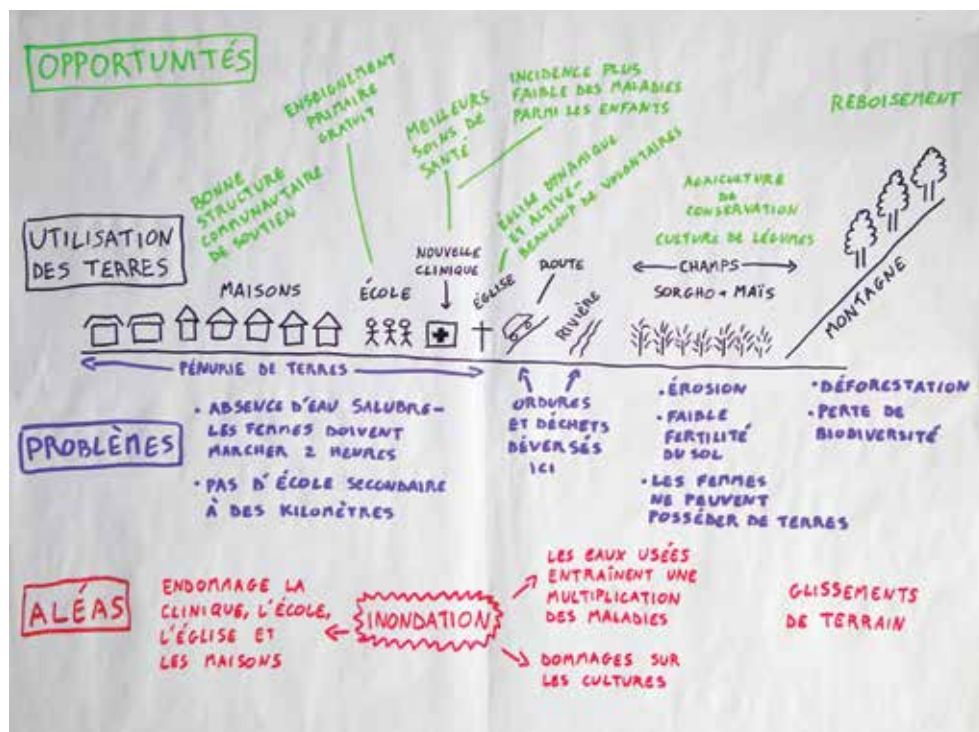 OPPORTUNITÉS
BONNE
STRUCTURE
COMMUNAUTAIRE
DE SOUTIEN
ENSEIGNEMENT
PRIMAIRE
GRATUIT
MEILLEURS
SOINS DE
SANTÉ
INCIDENCE PLUS
FAIBLE DES MALADIES
PARMI LES ENFANTS
ÉGLISE DYNAMIQUE
ET ACTIVE-
BEAUCOUP DE VOLONTAIRES
AGRICULTURE
DE
CONSERVATION
CULTURE DE LÉGUMES
REBOISEMENT
UTILISATION
DES TERRES
MAISONS
ÉCOLE
NOUVELLE
CLINIQUE
ÉGLISE
ROUTE
RIVIÈRE
CHAMPS
SORGHO + MAÏS
MONTAGNE
PÉNURIE DE TERRES
PROBLÈMES
• ABSENCE D'EAU SALUBRE-
LES FEMMES DOIVENT
MARCHER 2 HEURES
• PAS D'ÉCOLE SECONDAIRE
À DES KILOMÈTRES
ORDURES
ET DÉCHETS
DÉVERSÉS
ICI
• ÉROSION
• FAIBLE
FERTILITÉ
DU SOL
• LES FEMMES
NE PEUVENT
POSSÉDER DE TERRES
• DÉFORESTATION
• PERTE DE
BIODIVERSITÉ
ALÉAS
ENDOMMAGE LA
CLINIQUE, L'ÉCOLE,
L'ÉGLISE ET
LES MAISONS
INONDATION
LES EAUX USÉES
ENTRAÎNENT UNE
MULTIPLICATION
DES MALADIES
DOMMAGES SUR
LES CULTURES
GLISSEMENTS
DE TERRAIN